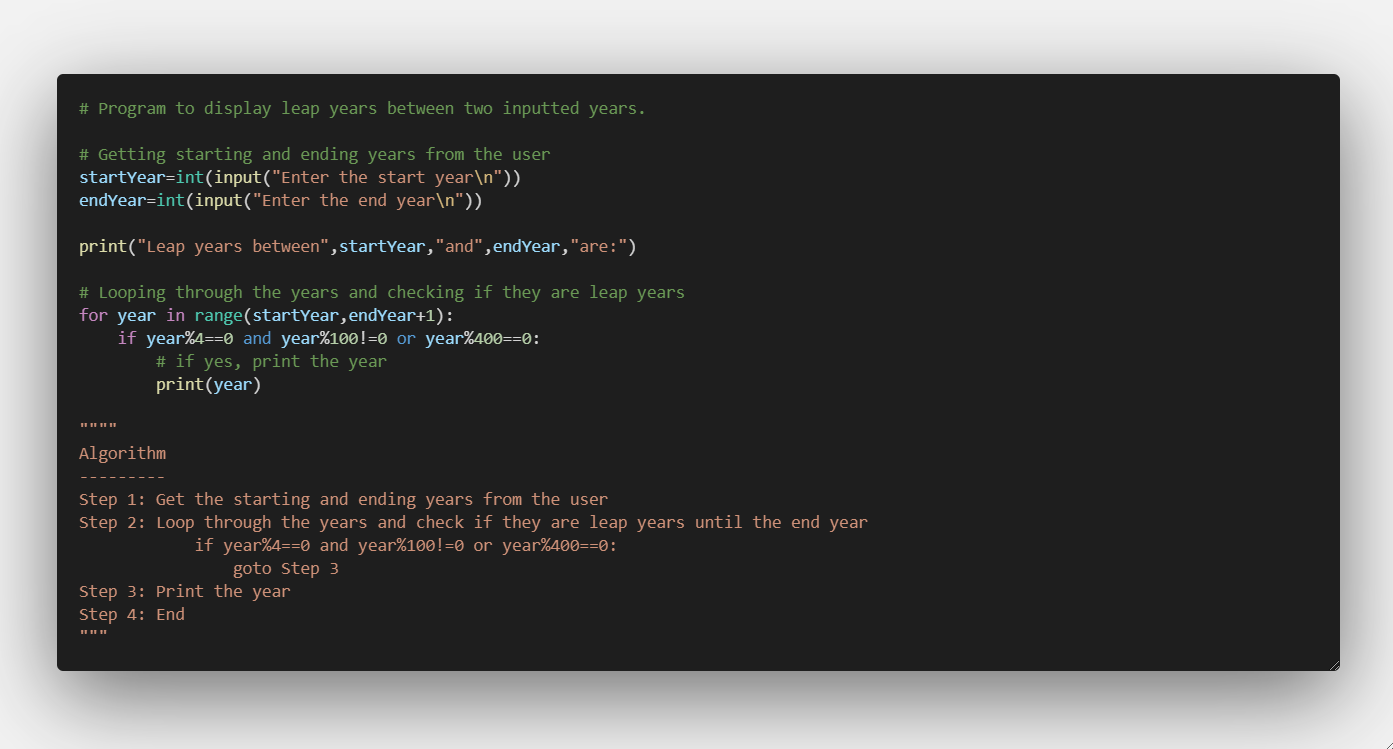 # Program to display leap years between two inputted years.
# Getting starting and ending years from the user
startYear=int(input("Enter the start year\n"))
endYear=int(input("Enter the end year\n"))
print("Leap years between",startYear,"and",endYear,"are:")
# Looping through the years and checking if they are leap years
for year in range(startYear,endYear+1):
    if year%4==0 and year%100!=0 or year%400==0:
        # if yes, print the year
        print(year)
""""
Algorithm
---------
Step 1: Get the starting and ending years from the user
Step 2: Loop through the years and check if they are leap years until the end year
            if year%4==0 and year%100!=0 or year%400==0:
                goto Step 3
Step 3: Print the year
Step 4: End
"""